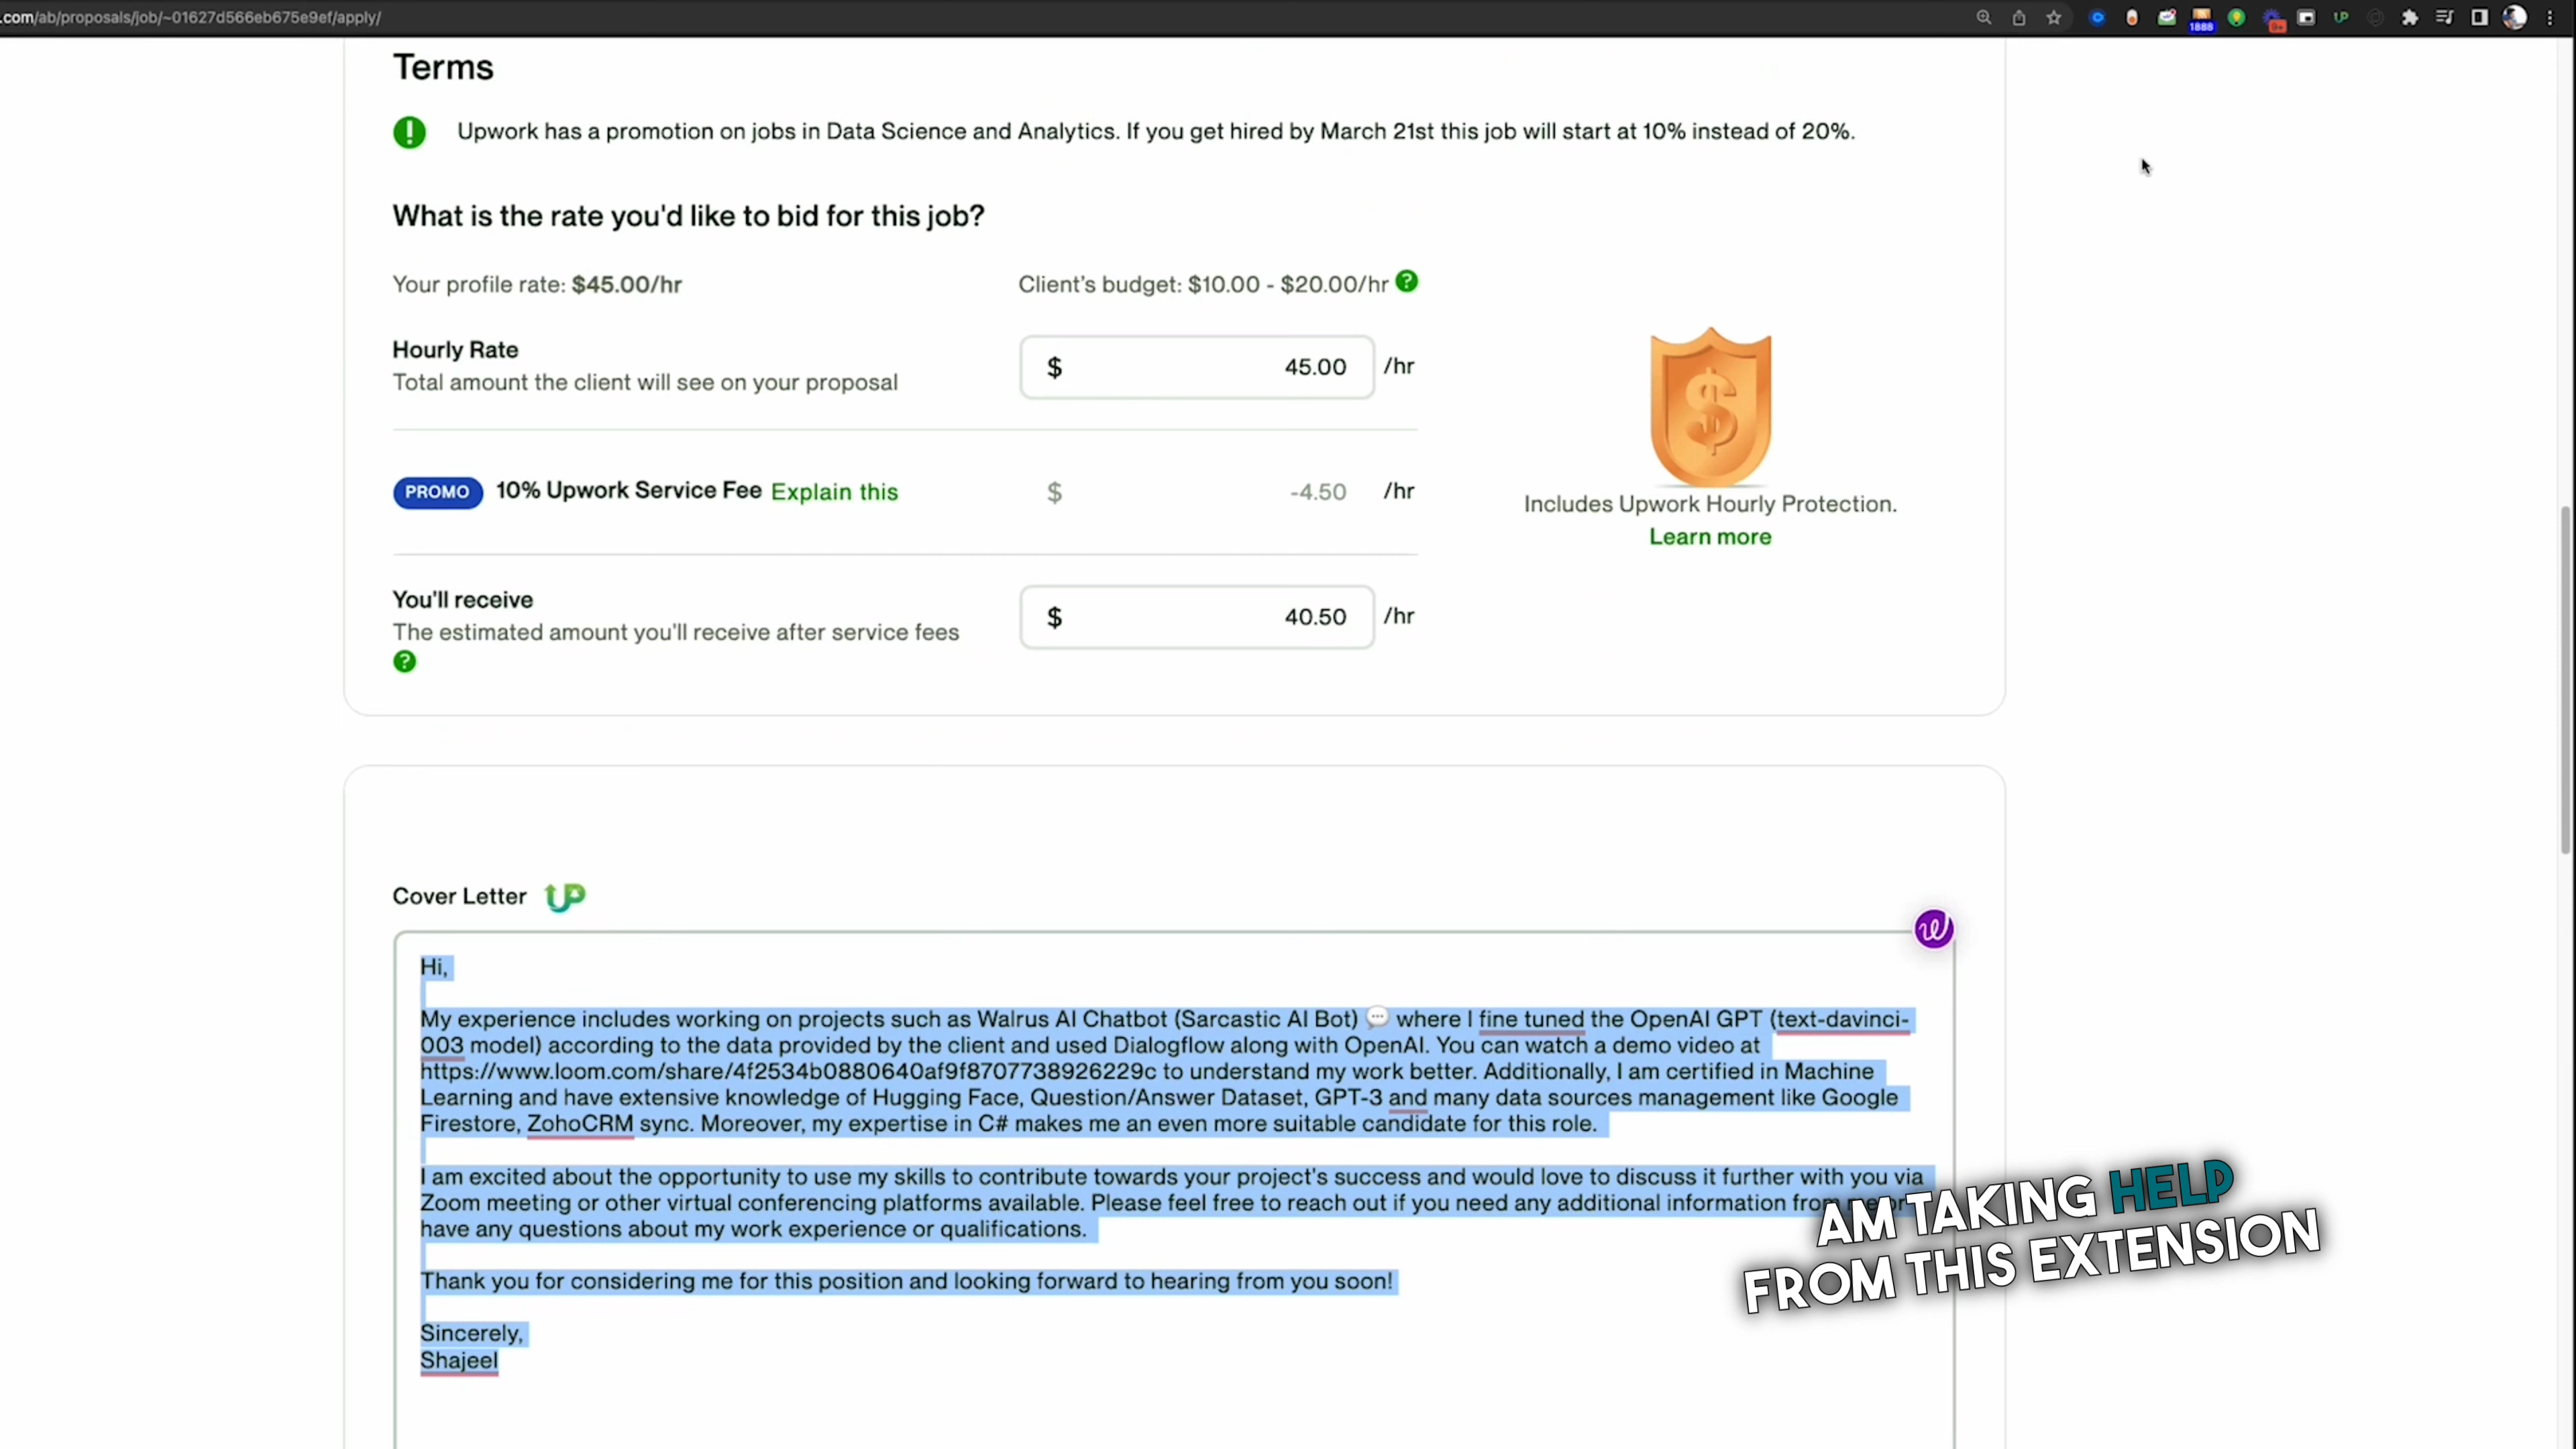 .com/ab/proposals/job/~01627d566eb675e9ef/apply/
1888
9+
UP
Terms
Upwork has a promotion on jobs in Data Science and Analytics. If you get hired by March 21st this job will start at 10% instead of 20%.
What is the rate you'd like to bid for this job?
Your profile rate: $45.00/hr
Client's budget: $10.00 - $20.00/hr ?
Hourly Rate
Total amount the client will see on your proposal
$ 45.00 /hr
PROMO 10% Upwork Service Fee Explain this
$ -4.50 /hr
Includes Upwork Hourly Protection.
Learn more
You'll receive
The estimated amount you'll receive after service fees
?
$ 40.50 /hr
Cover Letter UP
Hi,
My experience includes working on projects such as Walrus AI Chatbot (Sarcastic AI Bot) 💬 where I fine tuned the OpenAI GPT (text-davinci-
003 model) according to the data provided by the client and used Dialogflow along with OpenAI. You can watch a demo video at
https://www.loom.com/share/4f2534b0880640af9f8707738926229c to understand my work better. Additionally, I am certified in Machine
Learning and have extensive knowledge of Hugging Face, Question/Answer Dataset, GPT-3 and many data sources management like Google
Firestore, ZohoCRM sync. Moreover, my expertise in C# makes me an even more suitable candidate for this role.
I am excited about the opportunity to use my skills to contribute towards your project's success and would love to discuss it further with you via
Zoom meeting or other virtual conferencing platforms available. Please feel free to reach out if you need any additional information from
have any questions about my work experience or qualifications.
Thank you for considering me for this position and looking forward to hearing from you soon!
Sincerely,
Shajeel
AM TAKING HELP
FROM THIS EXTENSION